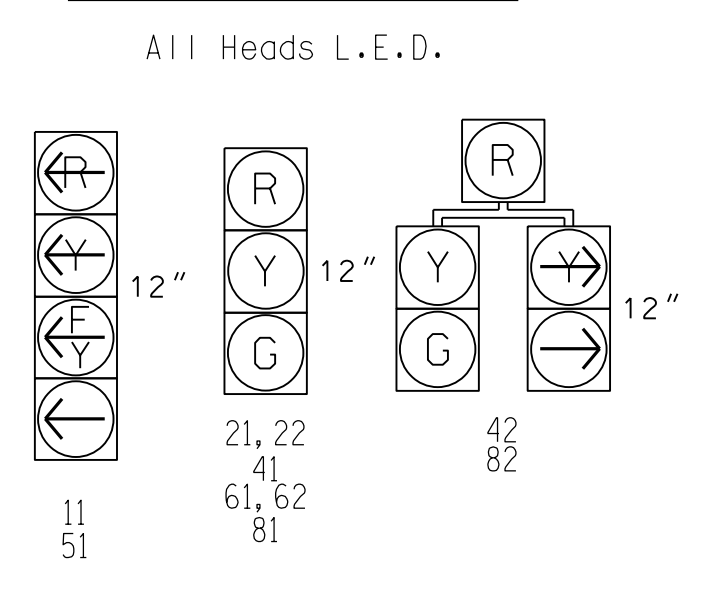 All Heads L.E.D.
R
Y
F
Y
12"
11
51
R
Y
G
12"
21, 22
41
61, 62
81
R
Y
G
Y
12"
42
82